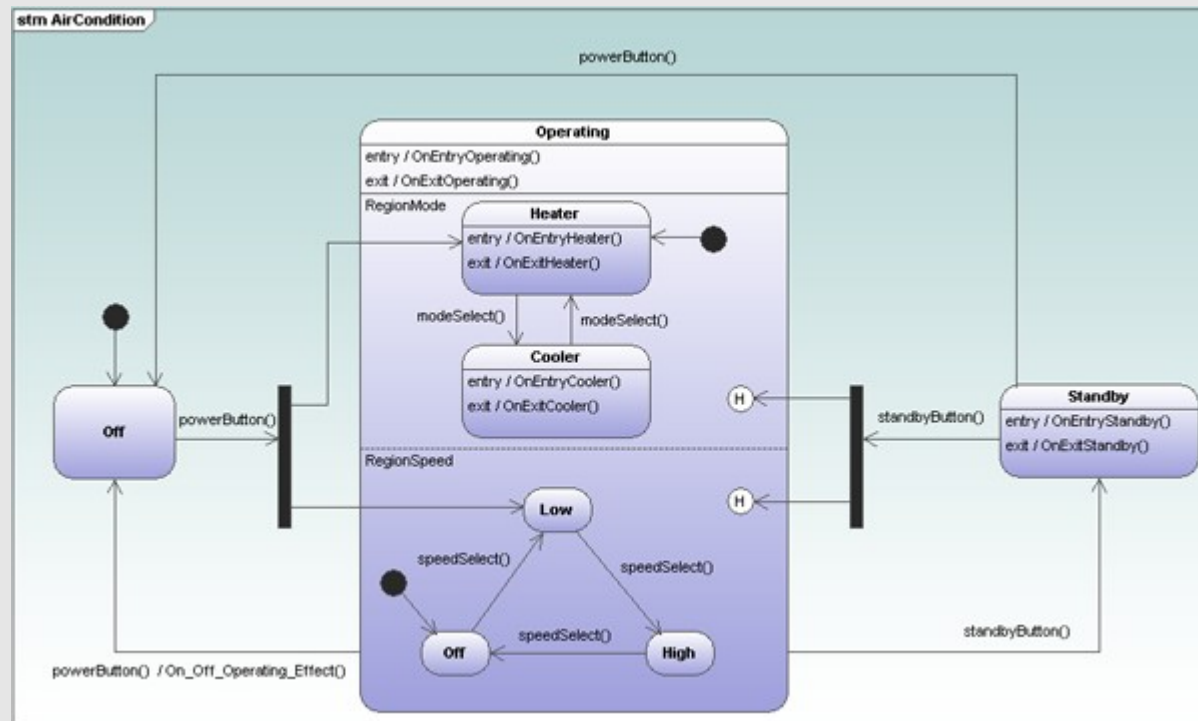 stm AirCondition
powerButton()
Operating
entry / OnEntryOperating()
exit / OnExitOperating()
RegionMode
Heater
entry / OnEntryHeater()
exit / OnExitHeater()
modeSelect()
modeSelect()
Cooler
entry / OnEntryCooler()
exit / OnExitCooler()
H
Off
powerButton()
standbyButton()
Standby
entry / OnEntryStandby()
exit / OnExitStandby()
RegionSpeed
H
Low
speedSelect()
speedSelect()
speedSelect()
Off
High
standbyButton()
powerButton() / On_Off_Operating_Effect()